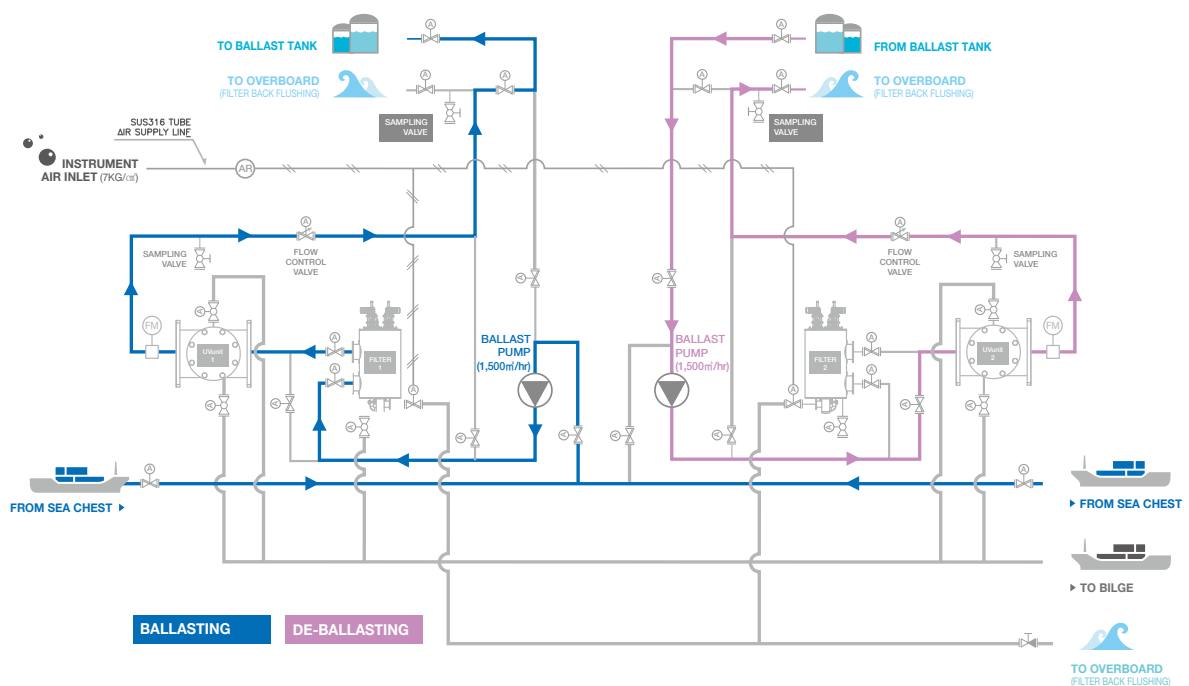 TO BALLAST TANK
FROM BALLAST TANK
TO OVERBOARD
(FILTER BACK FLUSHING)
TO OVERBOARD
(FILTER BACK FLUSHING)
A
A
A
A
A
A
SAMPLING
VALVE
SAMPLING
VALVE
SUS316 TUBE
AIR SUPPLY LINE
INSTRUMENT
AIR INLET (7KG/㎠)
AR
A
A
SAMPLING
VALVE
FLOW
CONTROL
VALVE
FLOW
CONTROL
VALVE
SAMPLING
VALVE
A
A
A
A
FM
UVunit
1
A
A
FILTER
1
BALLAST
PUMP
(1,500㎥/hr)
BALLAST
PUMP
(1,500㎥/hr)
FILTER
2
A
A
UVunit
2
FM
A
A
A
A
A
A
A
A
A
A
A
A
A
A
FROM SEA CHEST
FROM SEA CHEST
TO BILGE
BALLASTING
DE-BALLASTING
TO OVERBOARD
(FILTER BACK FLUSHING)